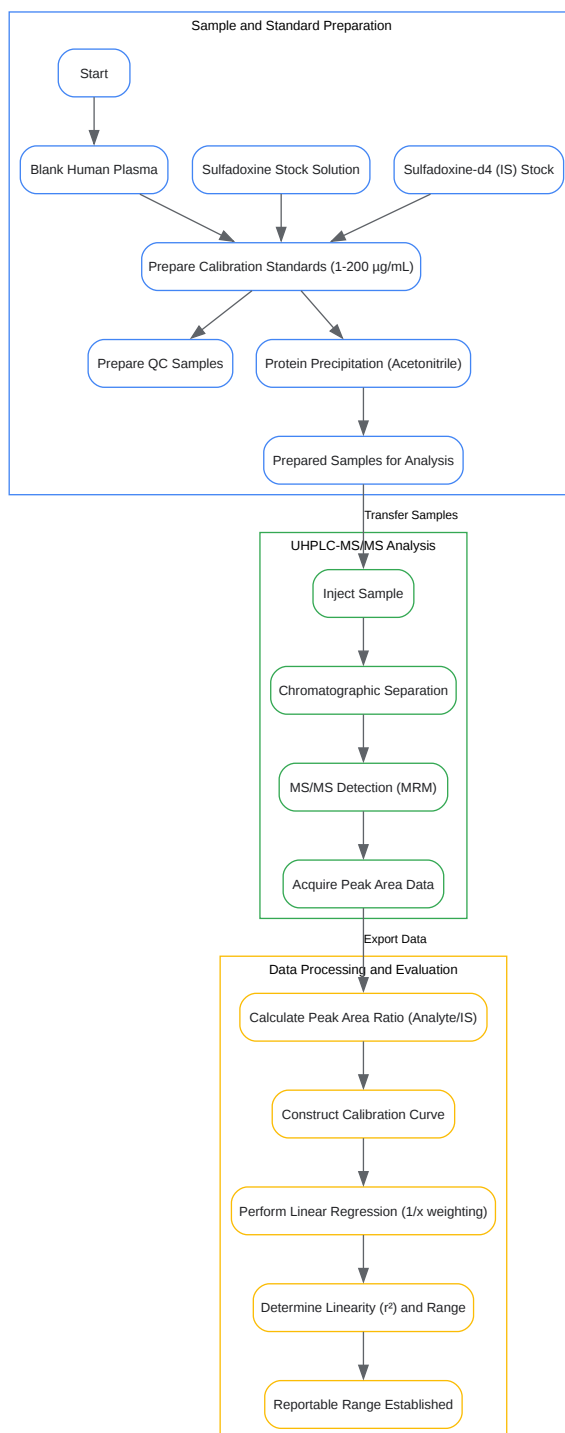 Sample and Standard Preparation
Start
Blank Human Plasma
Sulfadoxine Stock Solution
Sulfadoxine-d4 (IS) Stock
Prepare Calibration Standards (1-200 µg/mL)
Prepare QC Samples
Protein Precipitation (Acetonitrile)
Prepared Samples for Analysis
Transfer Samples
UHPLC-MS/MS Analysis
Inject Sample
Chromatographic Separation
MS/MS Detection (MRM)
Acquire Peak Area Data
Export Data
Data Processing and Evaluation
Calculate Peak Area Ratio (Analyte/IS)
Construct Calibration Curve
Perform Linear Regression (1/x weighting)
Determine Linearity (r²) and Range
Reportable Range Established